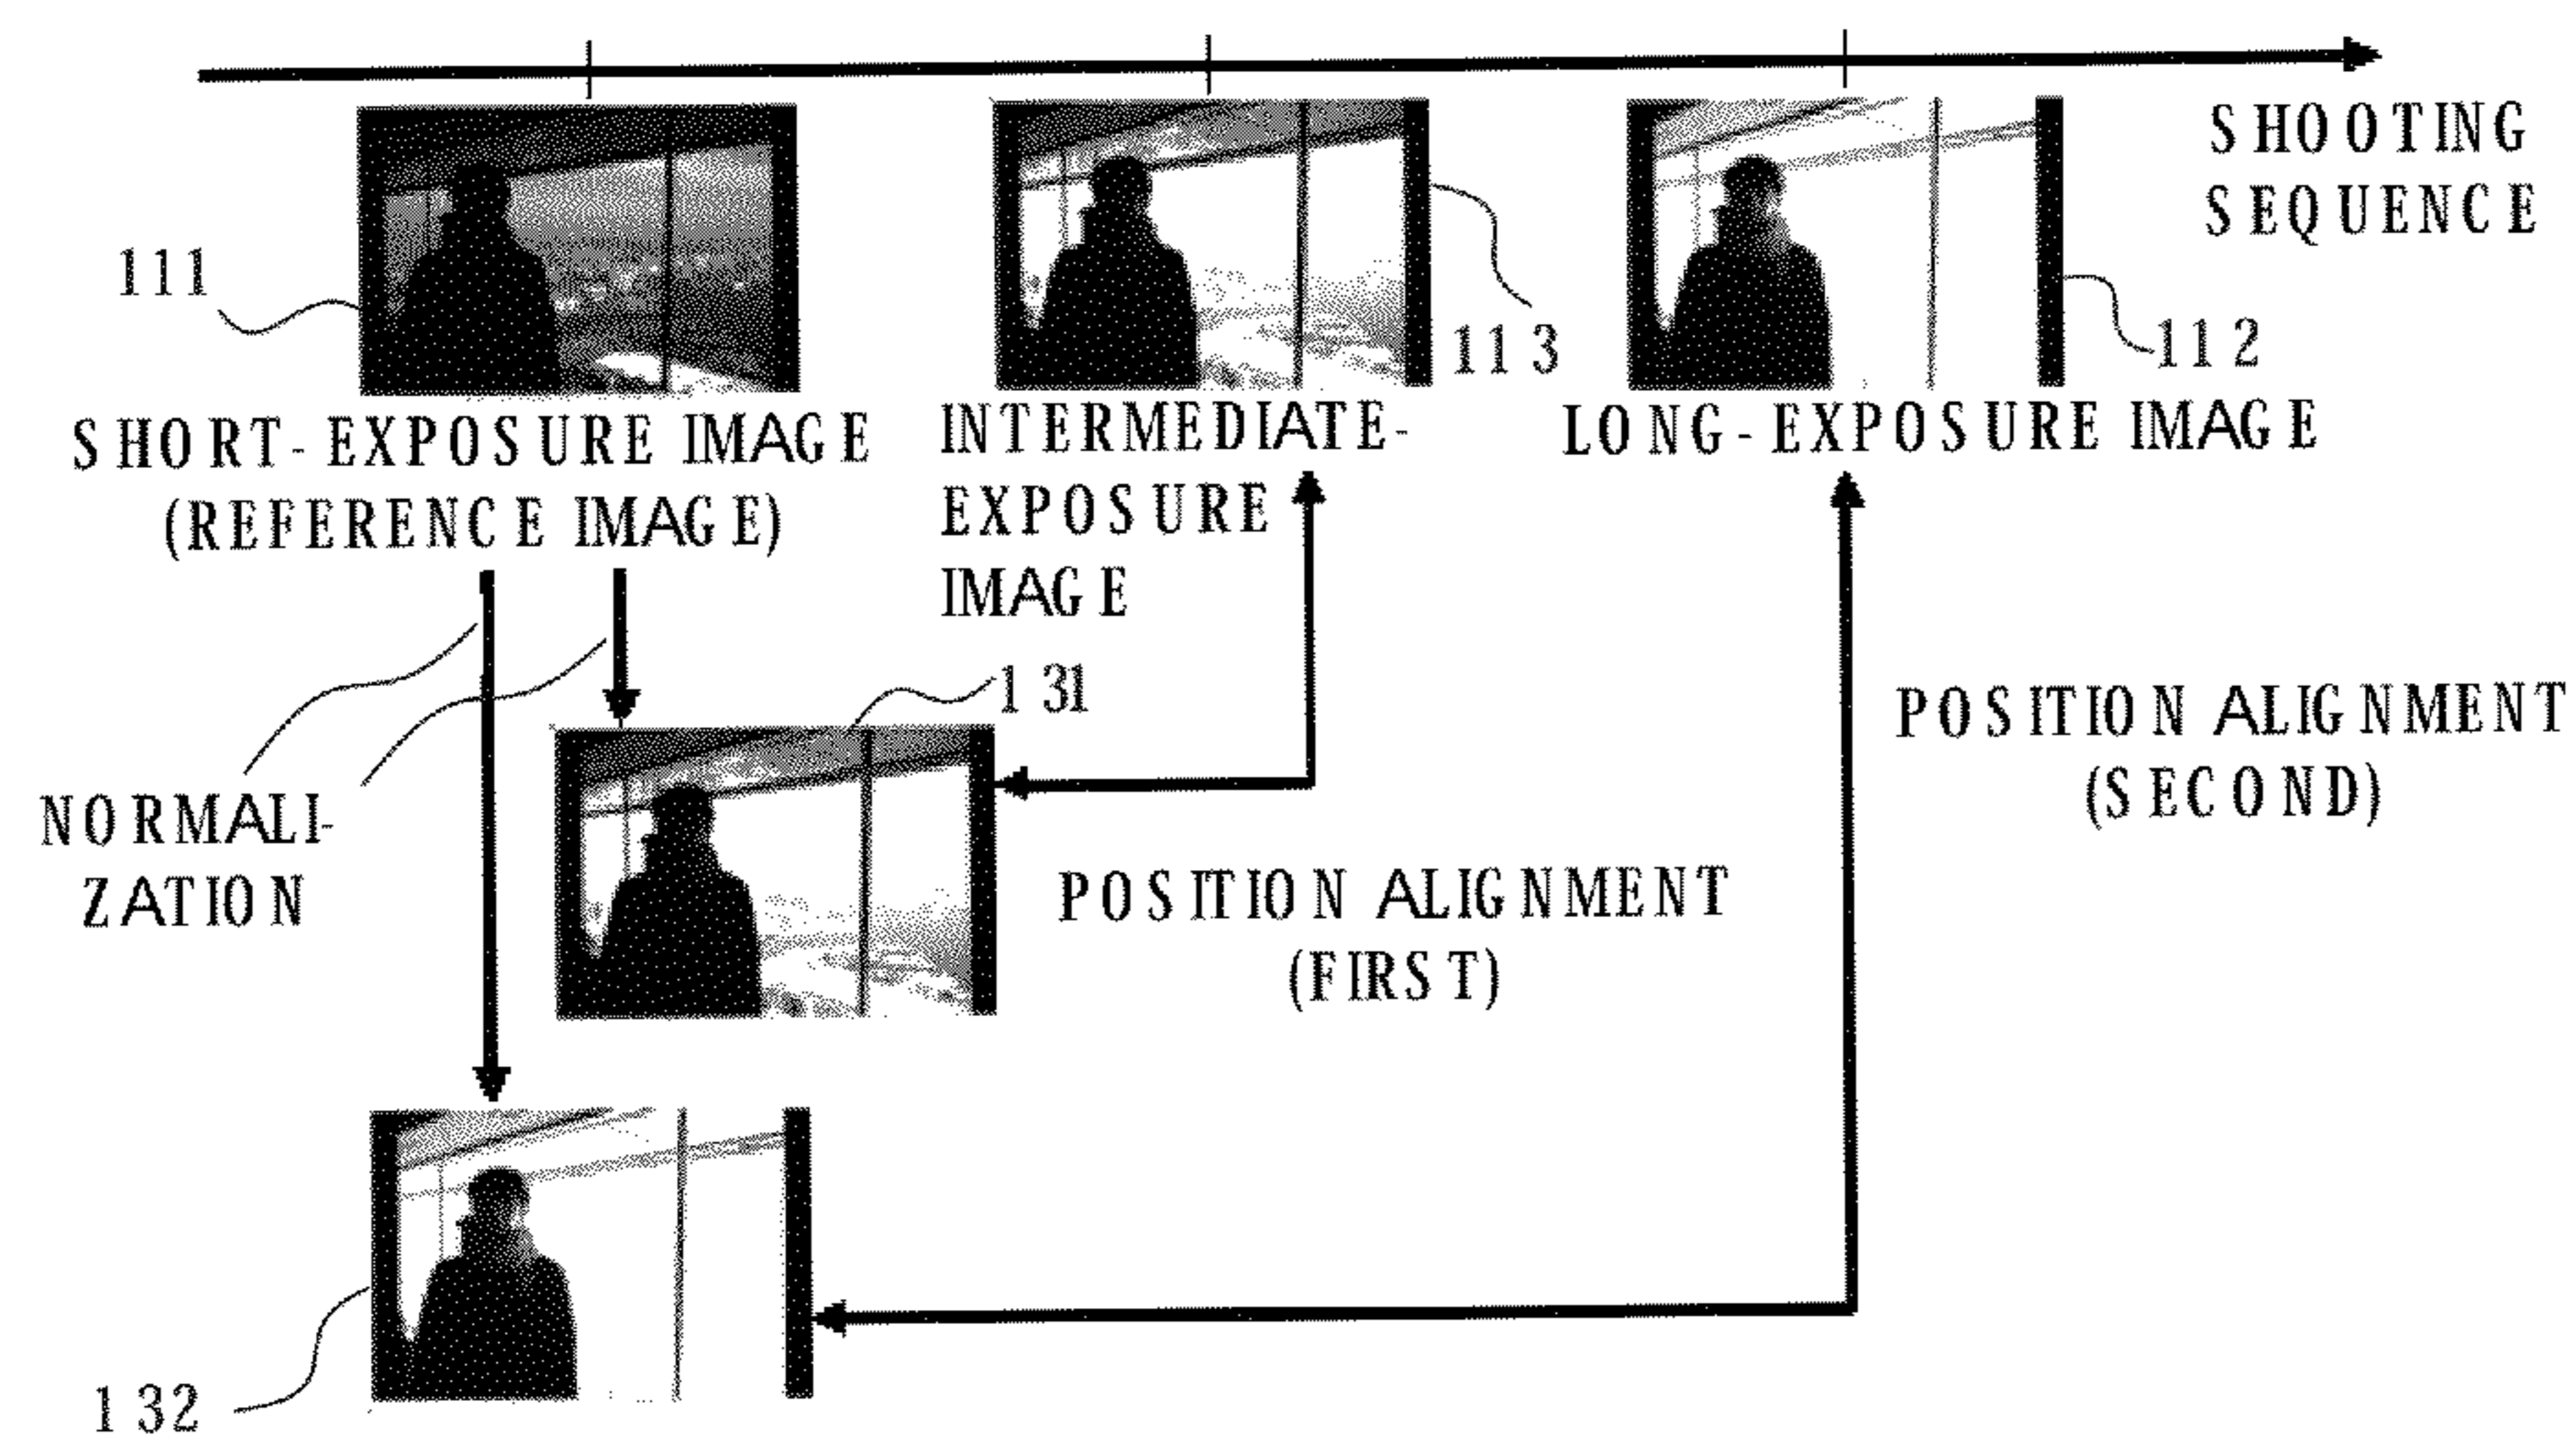 SHOOTING
SEQUENCE
111
113
112
SHORT-EXPOSURE IMAGE
(REFERENCE IMAGE)
INTERMEDIATE-
EXPOSURE
IMAGE
LONG-EXPOSURE IMAGE
131
NORMALI-
ZATION
POSITION ALIGNMENT
(FIRST)
POSITION ALIGNMENT
(SECOND)
132